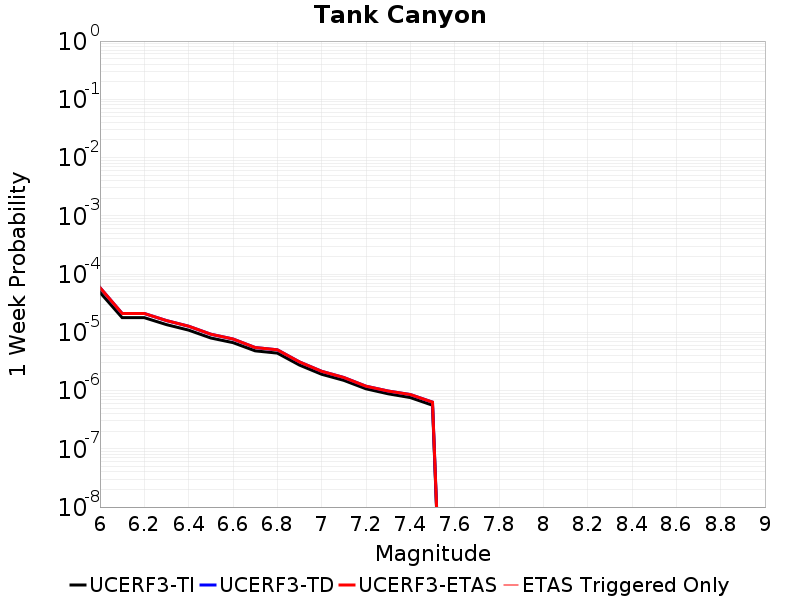 Tank Canyon
1 Week Probability
10^0
10^-1
10^-2
10^-3
10^-4
10^-5
10^-6
10^-7
10^-8
6 6.2 6.4 6.6 6.8 7 7.2 7.4 7.6 7.8 8 8.2 8.4 8.6 8.8 9
Magnitude
UCERF3-TI UCERF3-TD UCERF3-ETAS ETAS Triggered Only